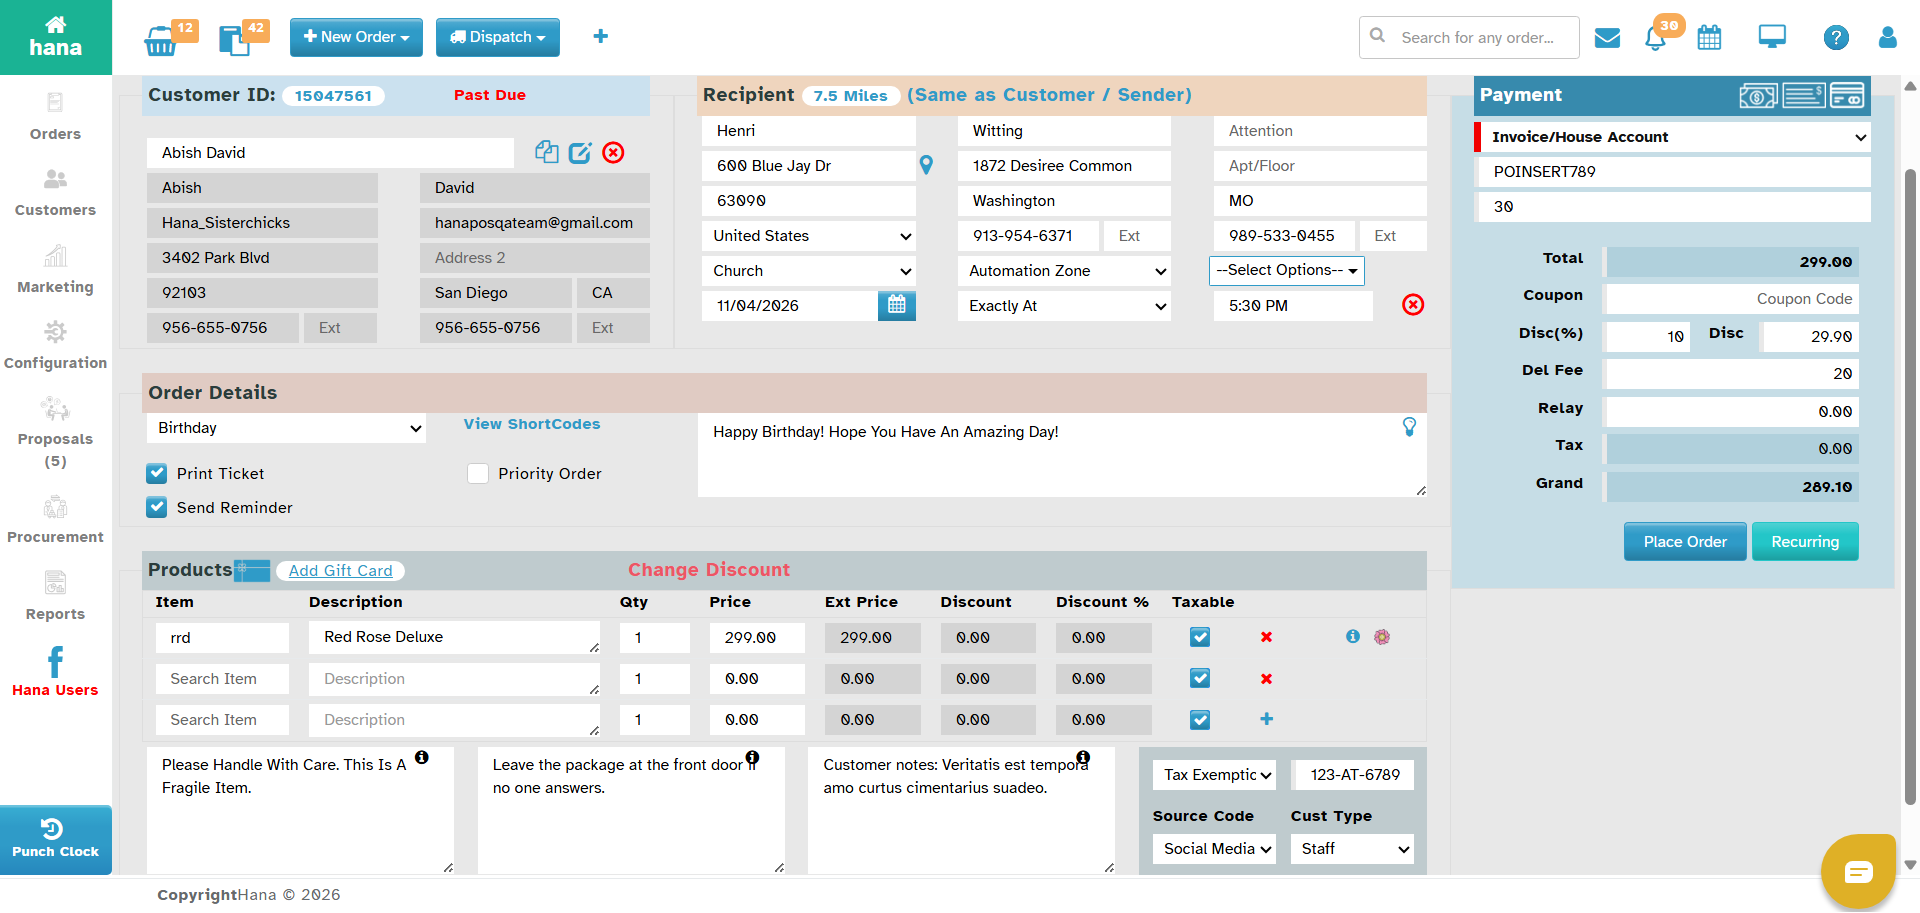 hana
12
42
New Order
Dispatch
Search for any order...
30
Orders
Customers
Marketing
Configuration
Proposals
(5)
Procurement
Reports
Hana Users
Punch Clock
Customer ID: 15047561 Past Due
Abish David
Abish David
Hana_Sisterchicks hanaposqateam@gmail.com
3402 Park Blvd Address 2
92103 San Diego CA
956-655-0756 Ext 956-655-0756 Ext
Recipient 7.5 Miles (Same as Customer / Sender)
Henri Witting Attention
600 Blue Jay Dr 1872 Desiree Common Apt/Floor
63090 Washington MO
United States 913-954-6371 Ext 989-533-0455 Ext
Church Automation Zone --Select Options--
11/04/2026 Exactly At 5:30 PM
Payment
Invoice/House Account
POINSERT789
30
Total 299.00
Coupon Coupon Code
Disc(%) 10 Disc 29.90
Del Fee 20
Relay 0.00
Tax 0.00
Grand 289.10
Place Order Recurring
Order Details
Birthday View ShortCodes
Happy Birthday! Hope You Have An Amazing Day!
Print Ticket Priority Order
Send Reminder
Products Add Gift Card Change Discount
Item Description Qty Price Ext Price Discount Discount % Taxable
rrd Red Rose Deluxe 1 299.00 299.00 0.00 0.00
Search Item Description 1 0.00 0.00 0.00 0.00
Search Item Description 1 0.00 0.00 0.00 0.00
Please Handle With Care. This Is A
Fragile Item.
Leave the package at the front door if
no one answers.
Customer notes: Veritatis est tempora
amo curtus cimentarius suadeo.
Tax Exemptic 123-AT-6789
Source Code Cust Type
Social Media Staff
CopyrightHana © 2026